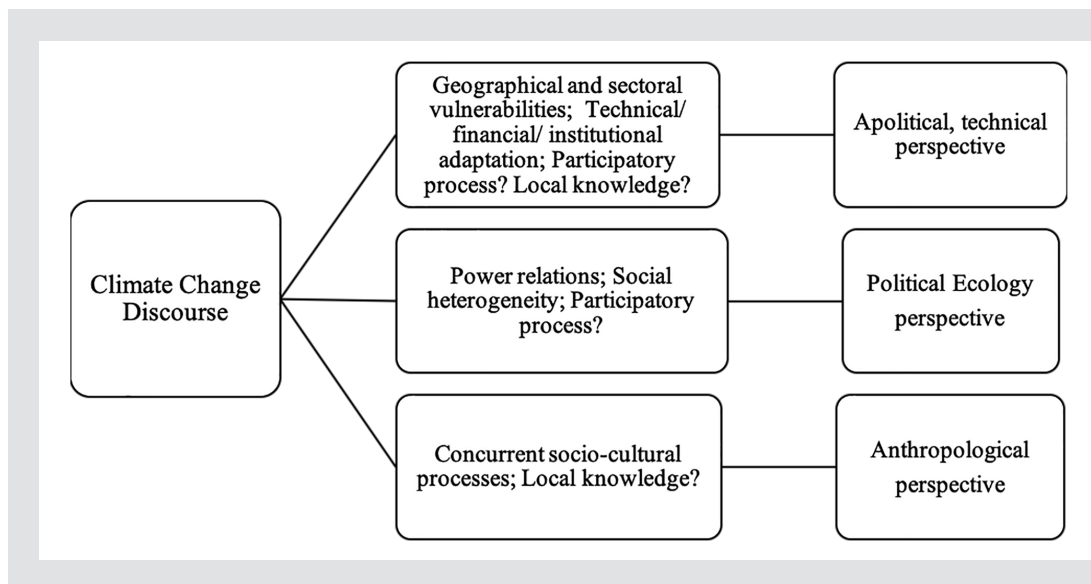 Climate Change
Discourse
Geographical and sectoral
vulnerabilities; Technical/
financial/ institutional
adaptation; Participatory
process? Local knowledge?
Apolitical, technical
perspective
Power relations; Social
heterogeneity; Participatory
process?
Political Ecology
perspective
Concurrent socio-cultural
processes; Local knowledge?
Anthropological
perspective